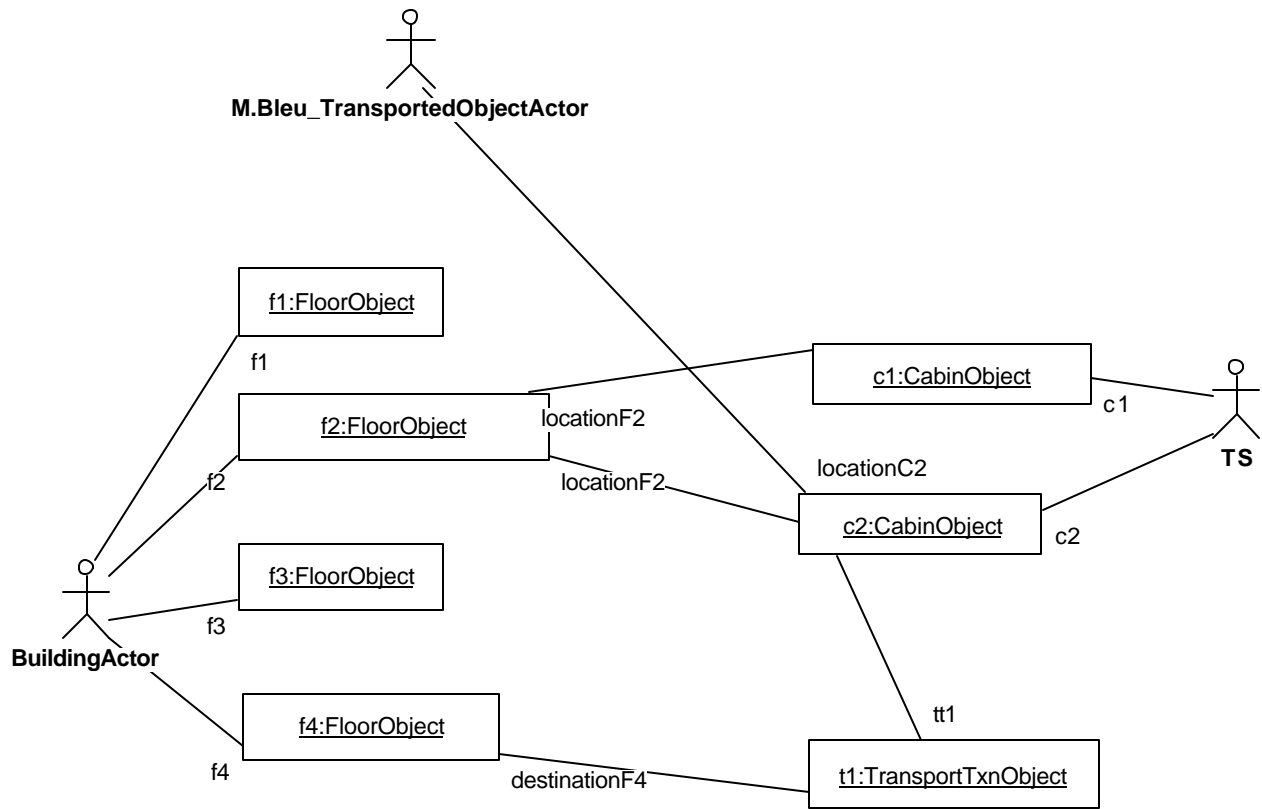 M.Bleu_TransportedObjectActor
f1:FloorObject
f1
c1:CabinObject
c1
f2:FloorObject
locationF2
TS
f2
locationF2
locationC2
c2:CabinObject
c2
f3:FloorObject
f3
BuildingActor
f4:FloorObject
tt1
f4
destinationF4
t1:TransportTxnObject